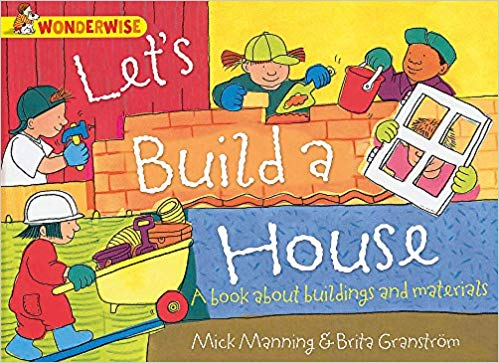 WONDERWISE
Let's
Build a
House
A book about buildings and materials
Mick Manning & Brita Granström